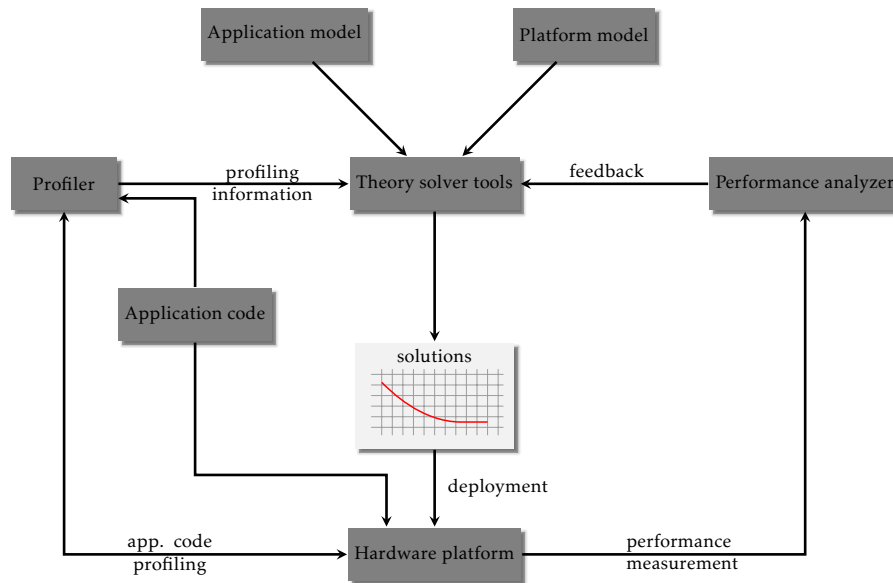 Application model
Platform model
profiling
information
feedback
Profiler
Theory solver tools
Performance analyzer
Application code
solutions
deployment
app. code
profiling
Hardware platform
performance
measurement